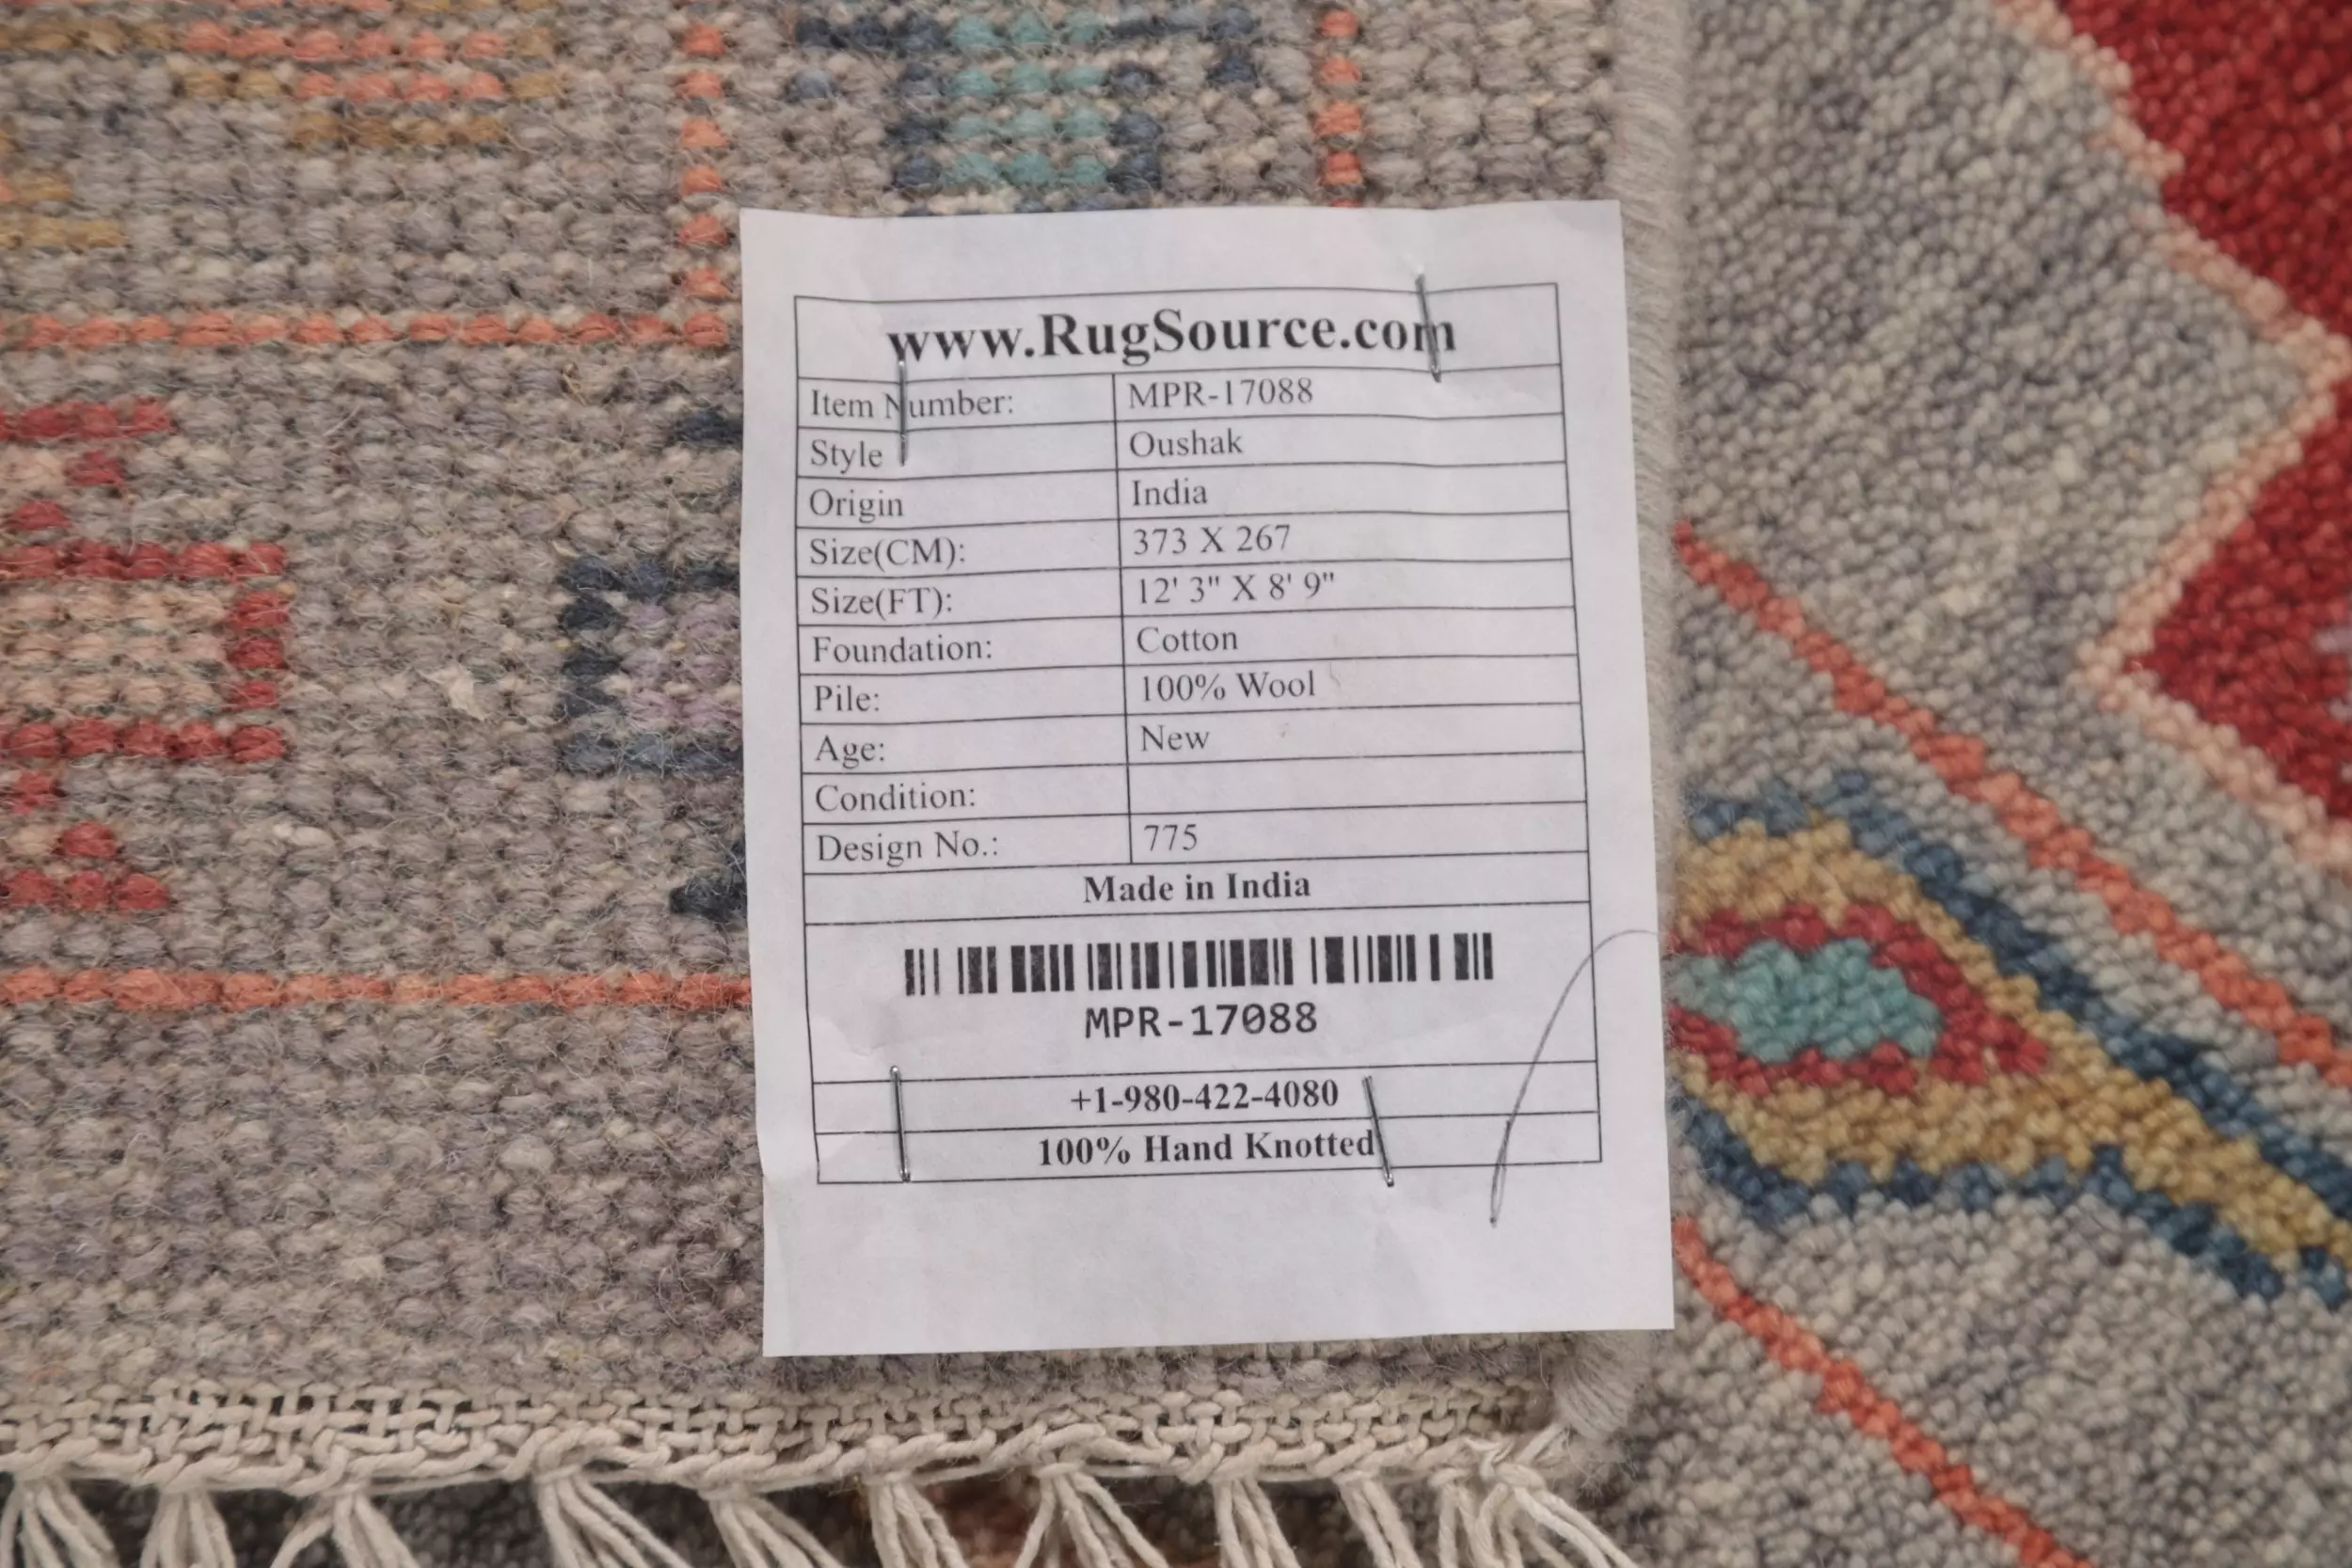 www.RugSource.com
Item Number: MPR-17088
Style Oushak
Origin India
Size(CM): 373 X 267
Size(FT): 12' 3" X 8' 9"
Foundation: Cotton
Pile: 100% Wool
Age: New
Condition:
Design No.: 775
Made in India
MPR-17088
+1-980-422-4080
100% Hand Knotted